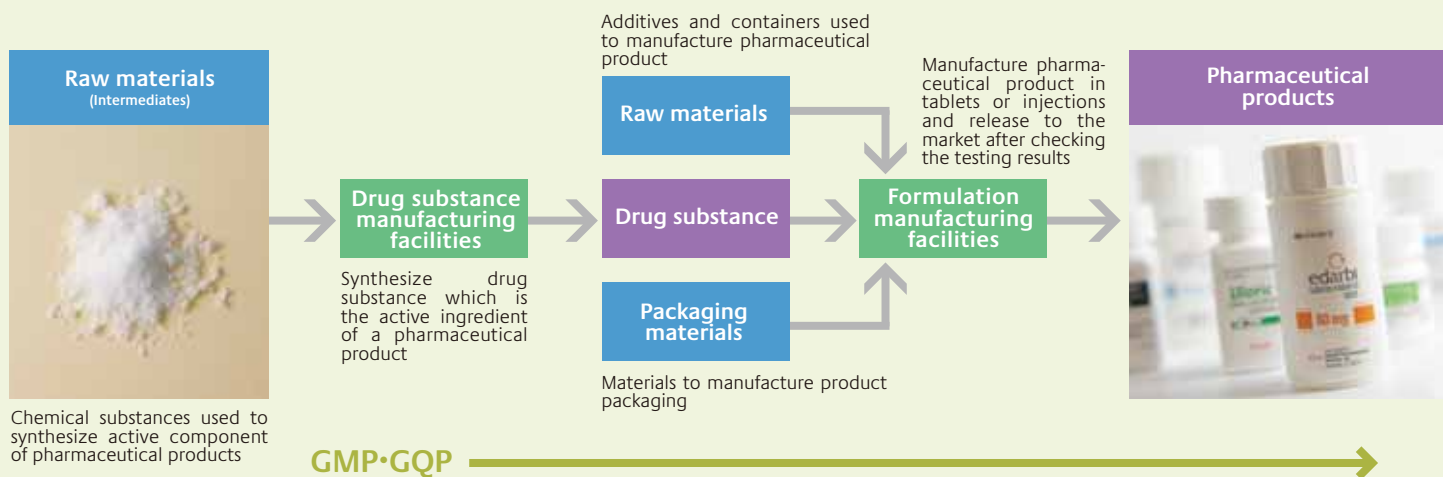 Raw materials
(Intermediates)
Chemical substances used to
synthesize active component
of pharmaceutical products
Drug substance
manufacturing
facilities
Synthesize drug
substance which is
the active ingredient
of a pharmaceutical
product
Additives and containers used
to manufacture pharmaceutical
product
Raw materials
Drug substance
Packaging
materials
Materials to manufacture product
packaging
Manufacture pharma-
ceutical product in
tablets or injections
and release to the
market after checking
the testing results
Formulation
manufacturing
facilities
Pharmaceutical
products
edarbi
80 mg
GMP•GQP